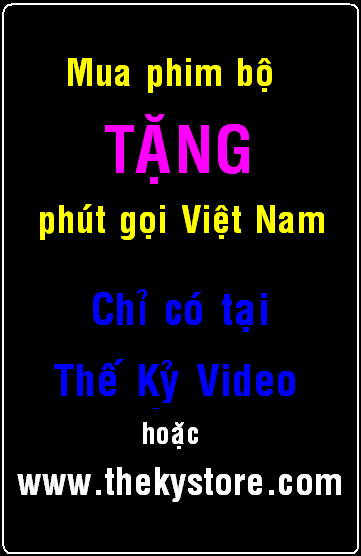 Mua phim bộ
TẶNG
phút gọi Việt Nam
Chỉ có tại
Thế Kỷ Video
hoặc
www.thekystore.com